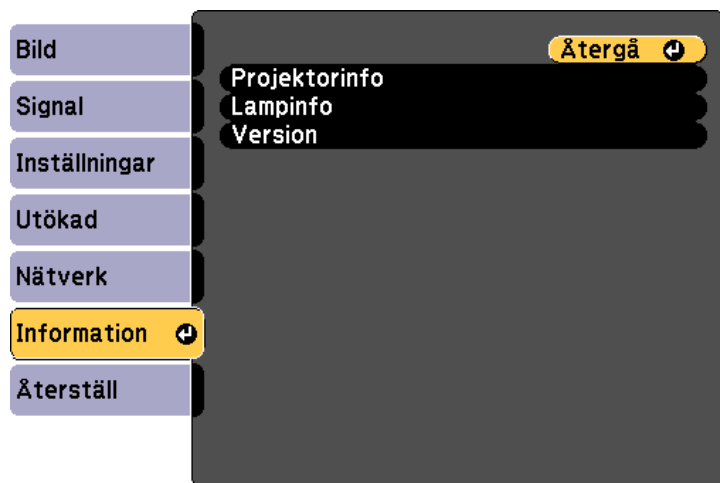 Bild
Signal
Inställningar
Utökad
Nätverk
Information
Återställ
Återgå
Projektorinfo
Lampinfo
Version